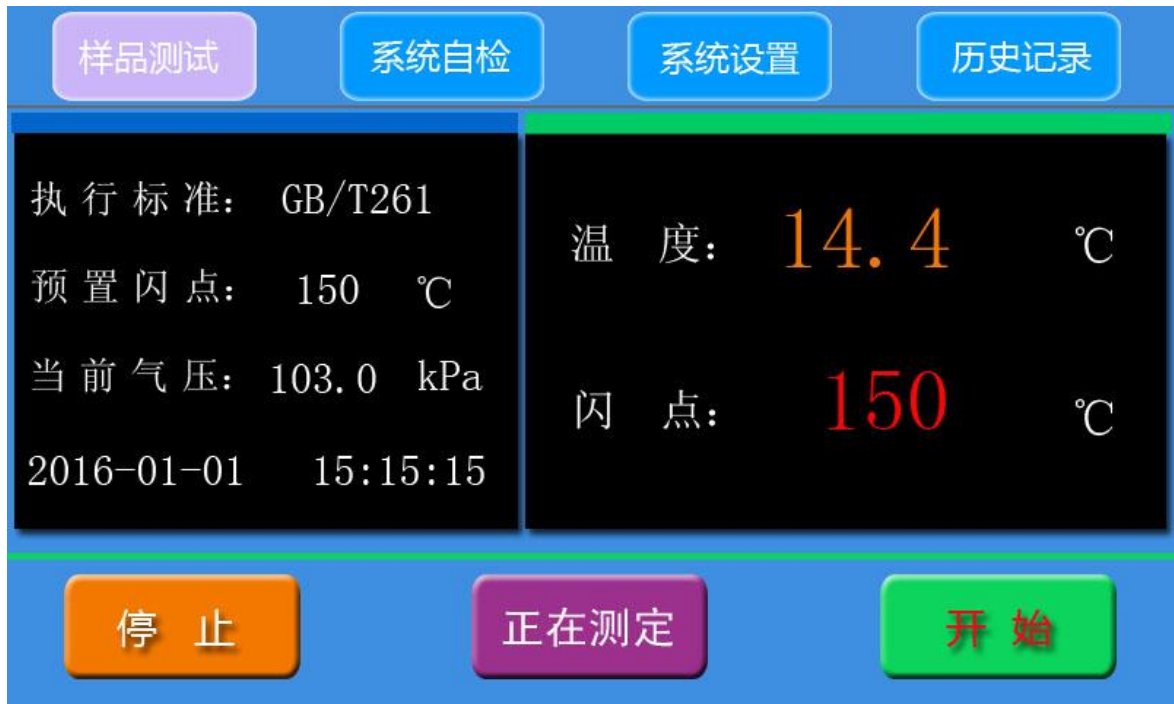 样品测试 系统自检 系统设置 历史记录
执行标准： GB/T261
预置闪点： 150 ℃
当前气压： 103.0 kPa
2016-01-01 15:15:15
温 度： 14.4 ℃
闪 点： 150 ℃
停 止 正在测定 开 始